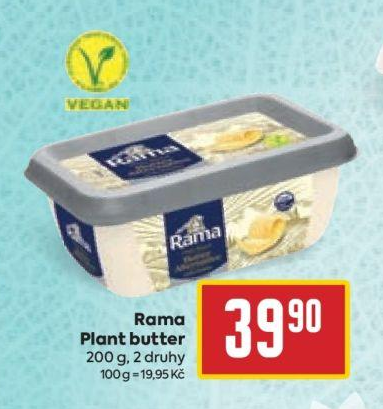 VEGAN
Rama
Rama
Rama
Plant butter
200 g, 2 druhy
100 g = 19,95 Kč
39 90